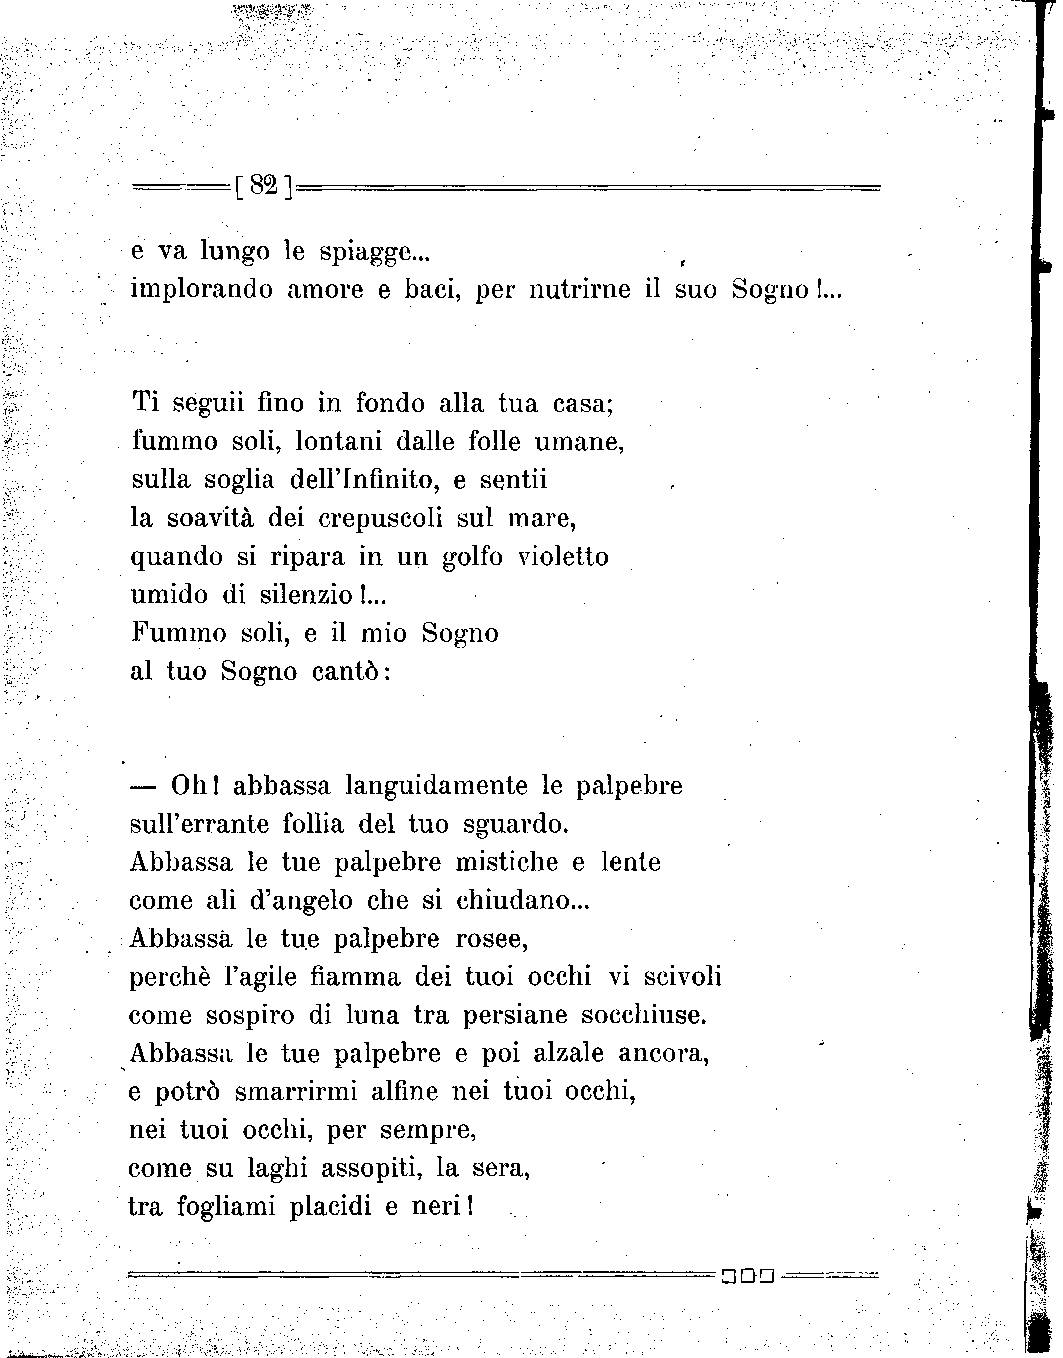 [ 82 ]
e va lungo le spiagge...
implorando amore e baci, per nutrirne il suo Sogno!...
Ti seguii fino in fondo alla tua casa;
fummo soli, lontani dalle folle umane,
sulla soglia dell'Infinito, e sentii
la soavità dei crepuscoli sul mare,
quando si ripara in un golfo violetto
umido di silenzio!...
Fummo soli, e il mio Sogno
al tuo Sogno cantò:
— Oh! abbassa languidamente le palpebre
sull'errante follia del tuo sguardo.
Abbassa le tue palpebre mistiche e lente
come ali d'angelo che si chiudano...
Abbassa le tue palpebre rosee,
perchè l'agile fiamma dei tuoi occhi vi scivoli
come sospiro di luna tra persiane socchiuse.
Abbassa le tue palpebre e poi alzale ancora,
e potrò smarrirmi alfine nei tuoi occhi,
nei tuoi occhi, per sempre,
come su laghi assopiti, la sera,
tra fogliami placidi e neri!